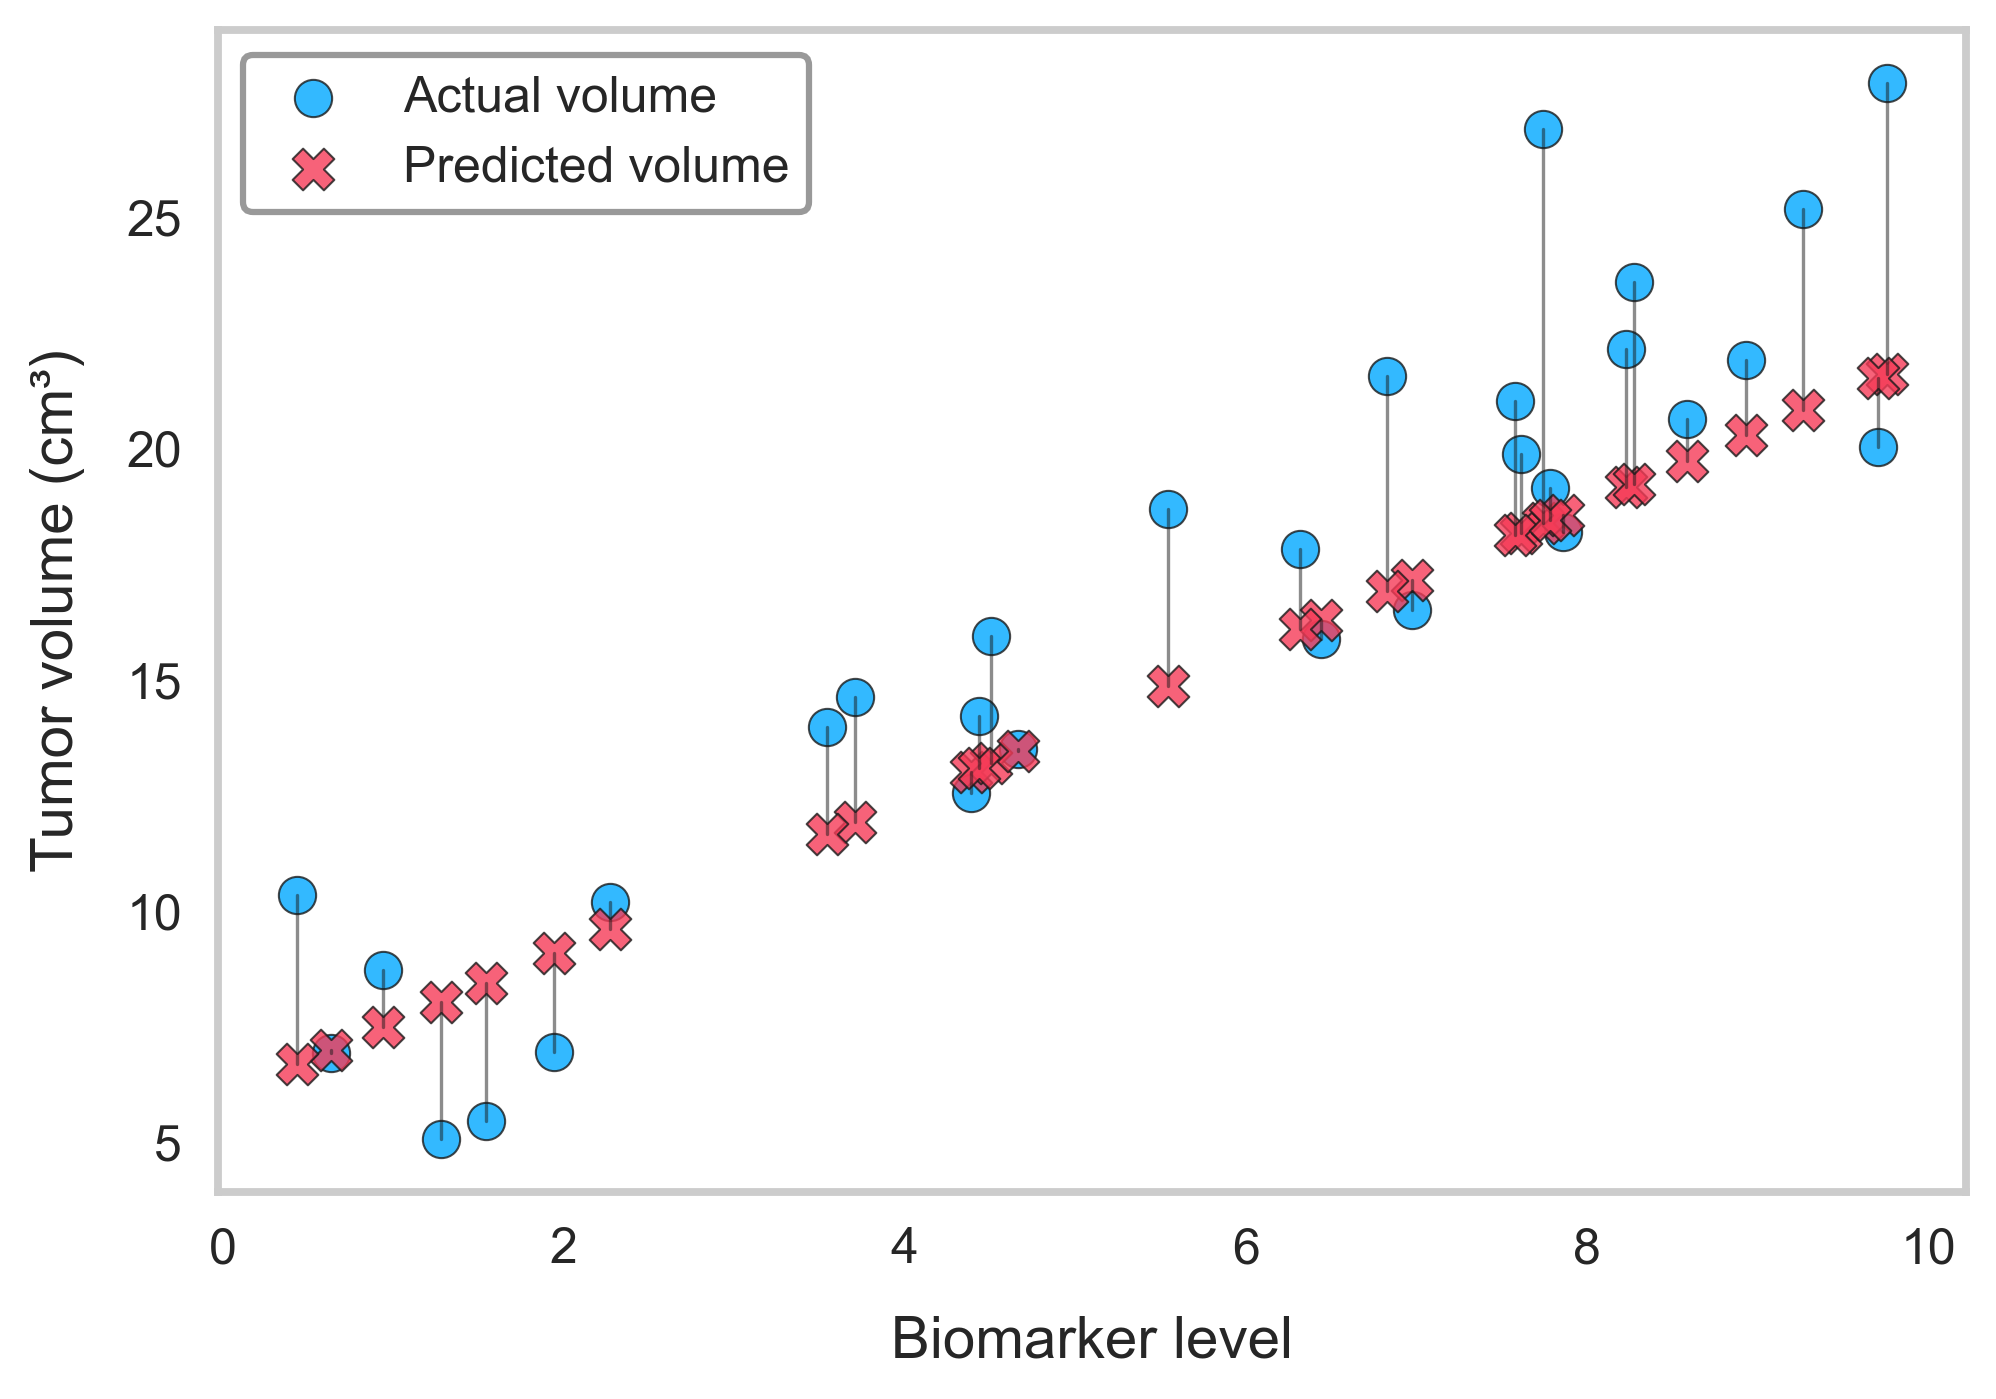 Actual volume
Predicted volume
Tumor volume (cm³)
25
20
15
10
5
0 2 4 6 8 10
Biomarker level